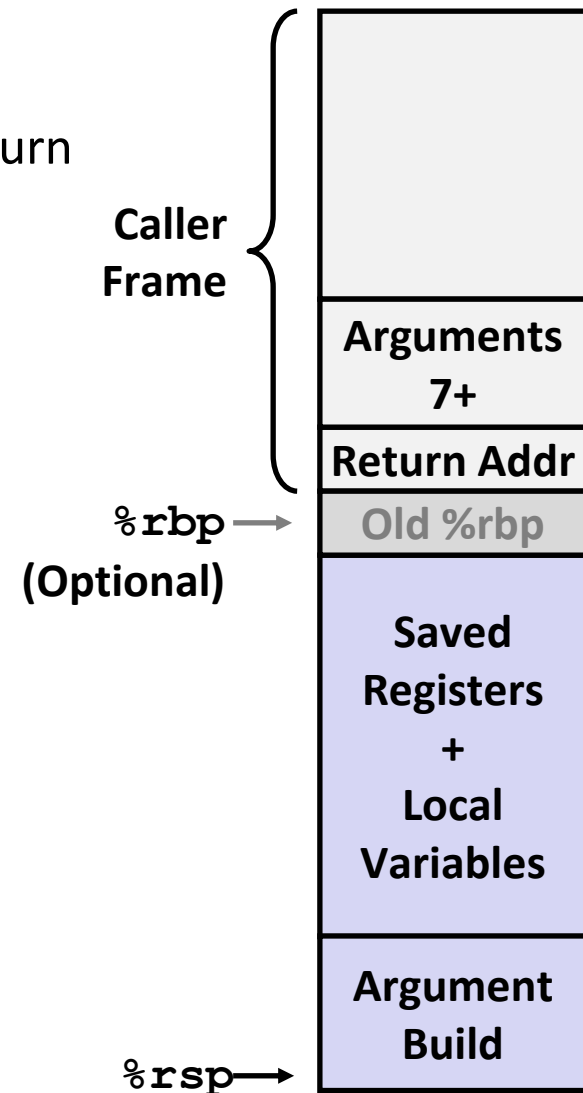 urn
Caller
Frame
Arguments
7+
Return Addr
%rbp
(Optional)
Old %rbp
Saved
Registers
+
Local
Variables
Argument
Build
%rsp